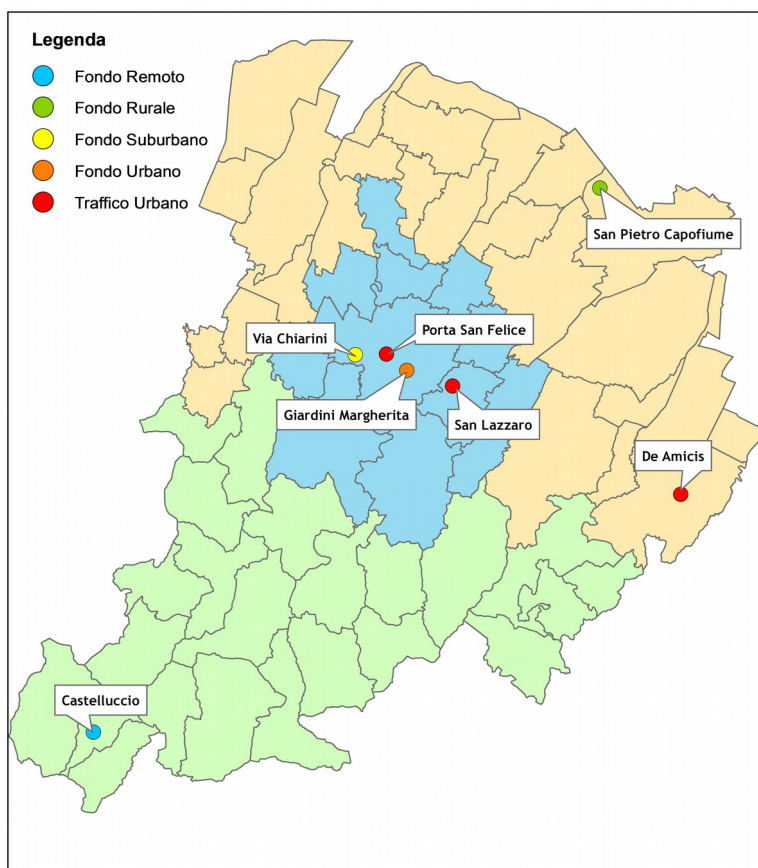 Legenda
Fondo Remoto
Fondo Rurale
Fondo Suburbano
Fondo Urbano
Traffico Urbano
San Pietro Capofiume
Via Chiarini
Porta San Felice
Giardini Margherita
San Lazzaro
De Amicis
Castelluccio